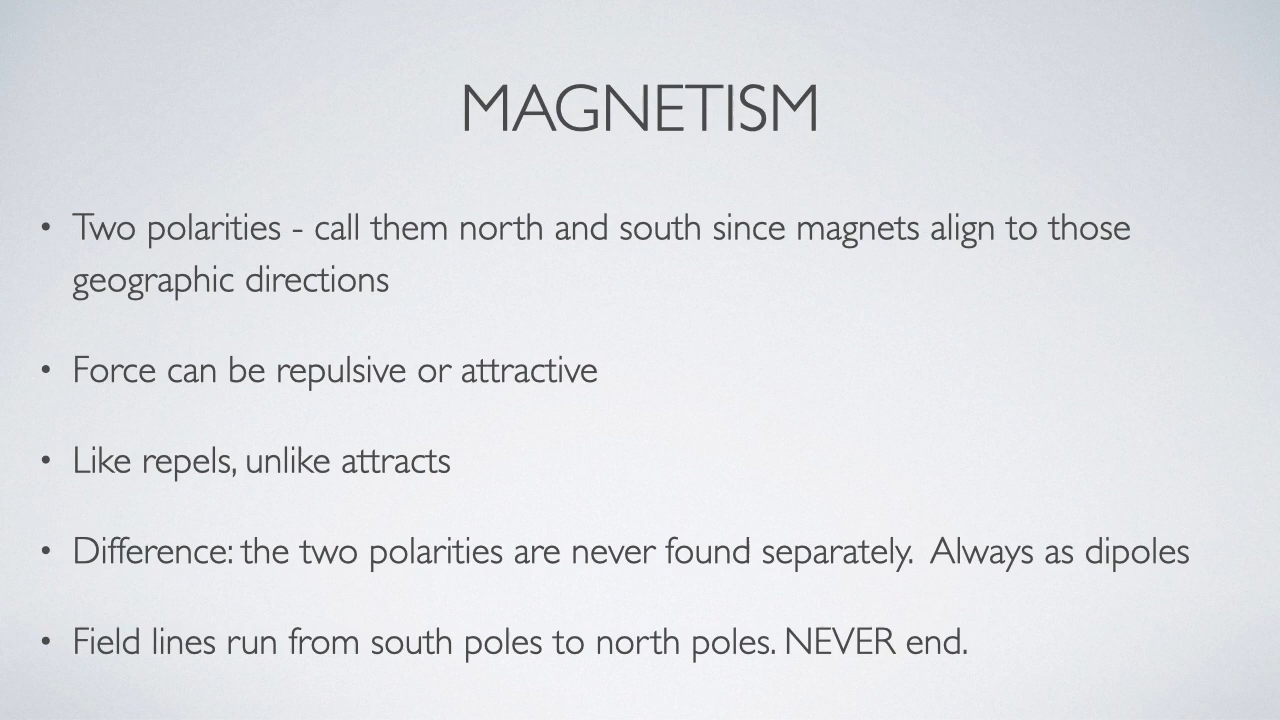 MAGNETISM
• Two polarities - call them north and south since magnets align to those
geographic directions
• Force can be repulsive or attractive
• Like repels, unlike attracts
• Difference: the two polarities are never found separately.  Always as dipoles
• Field lines run from south poles to north poles. NEVER end.